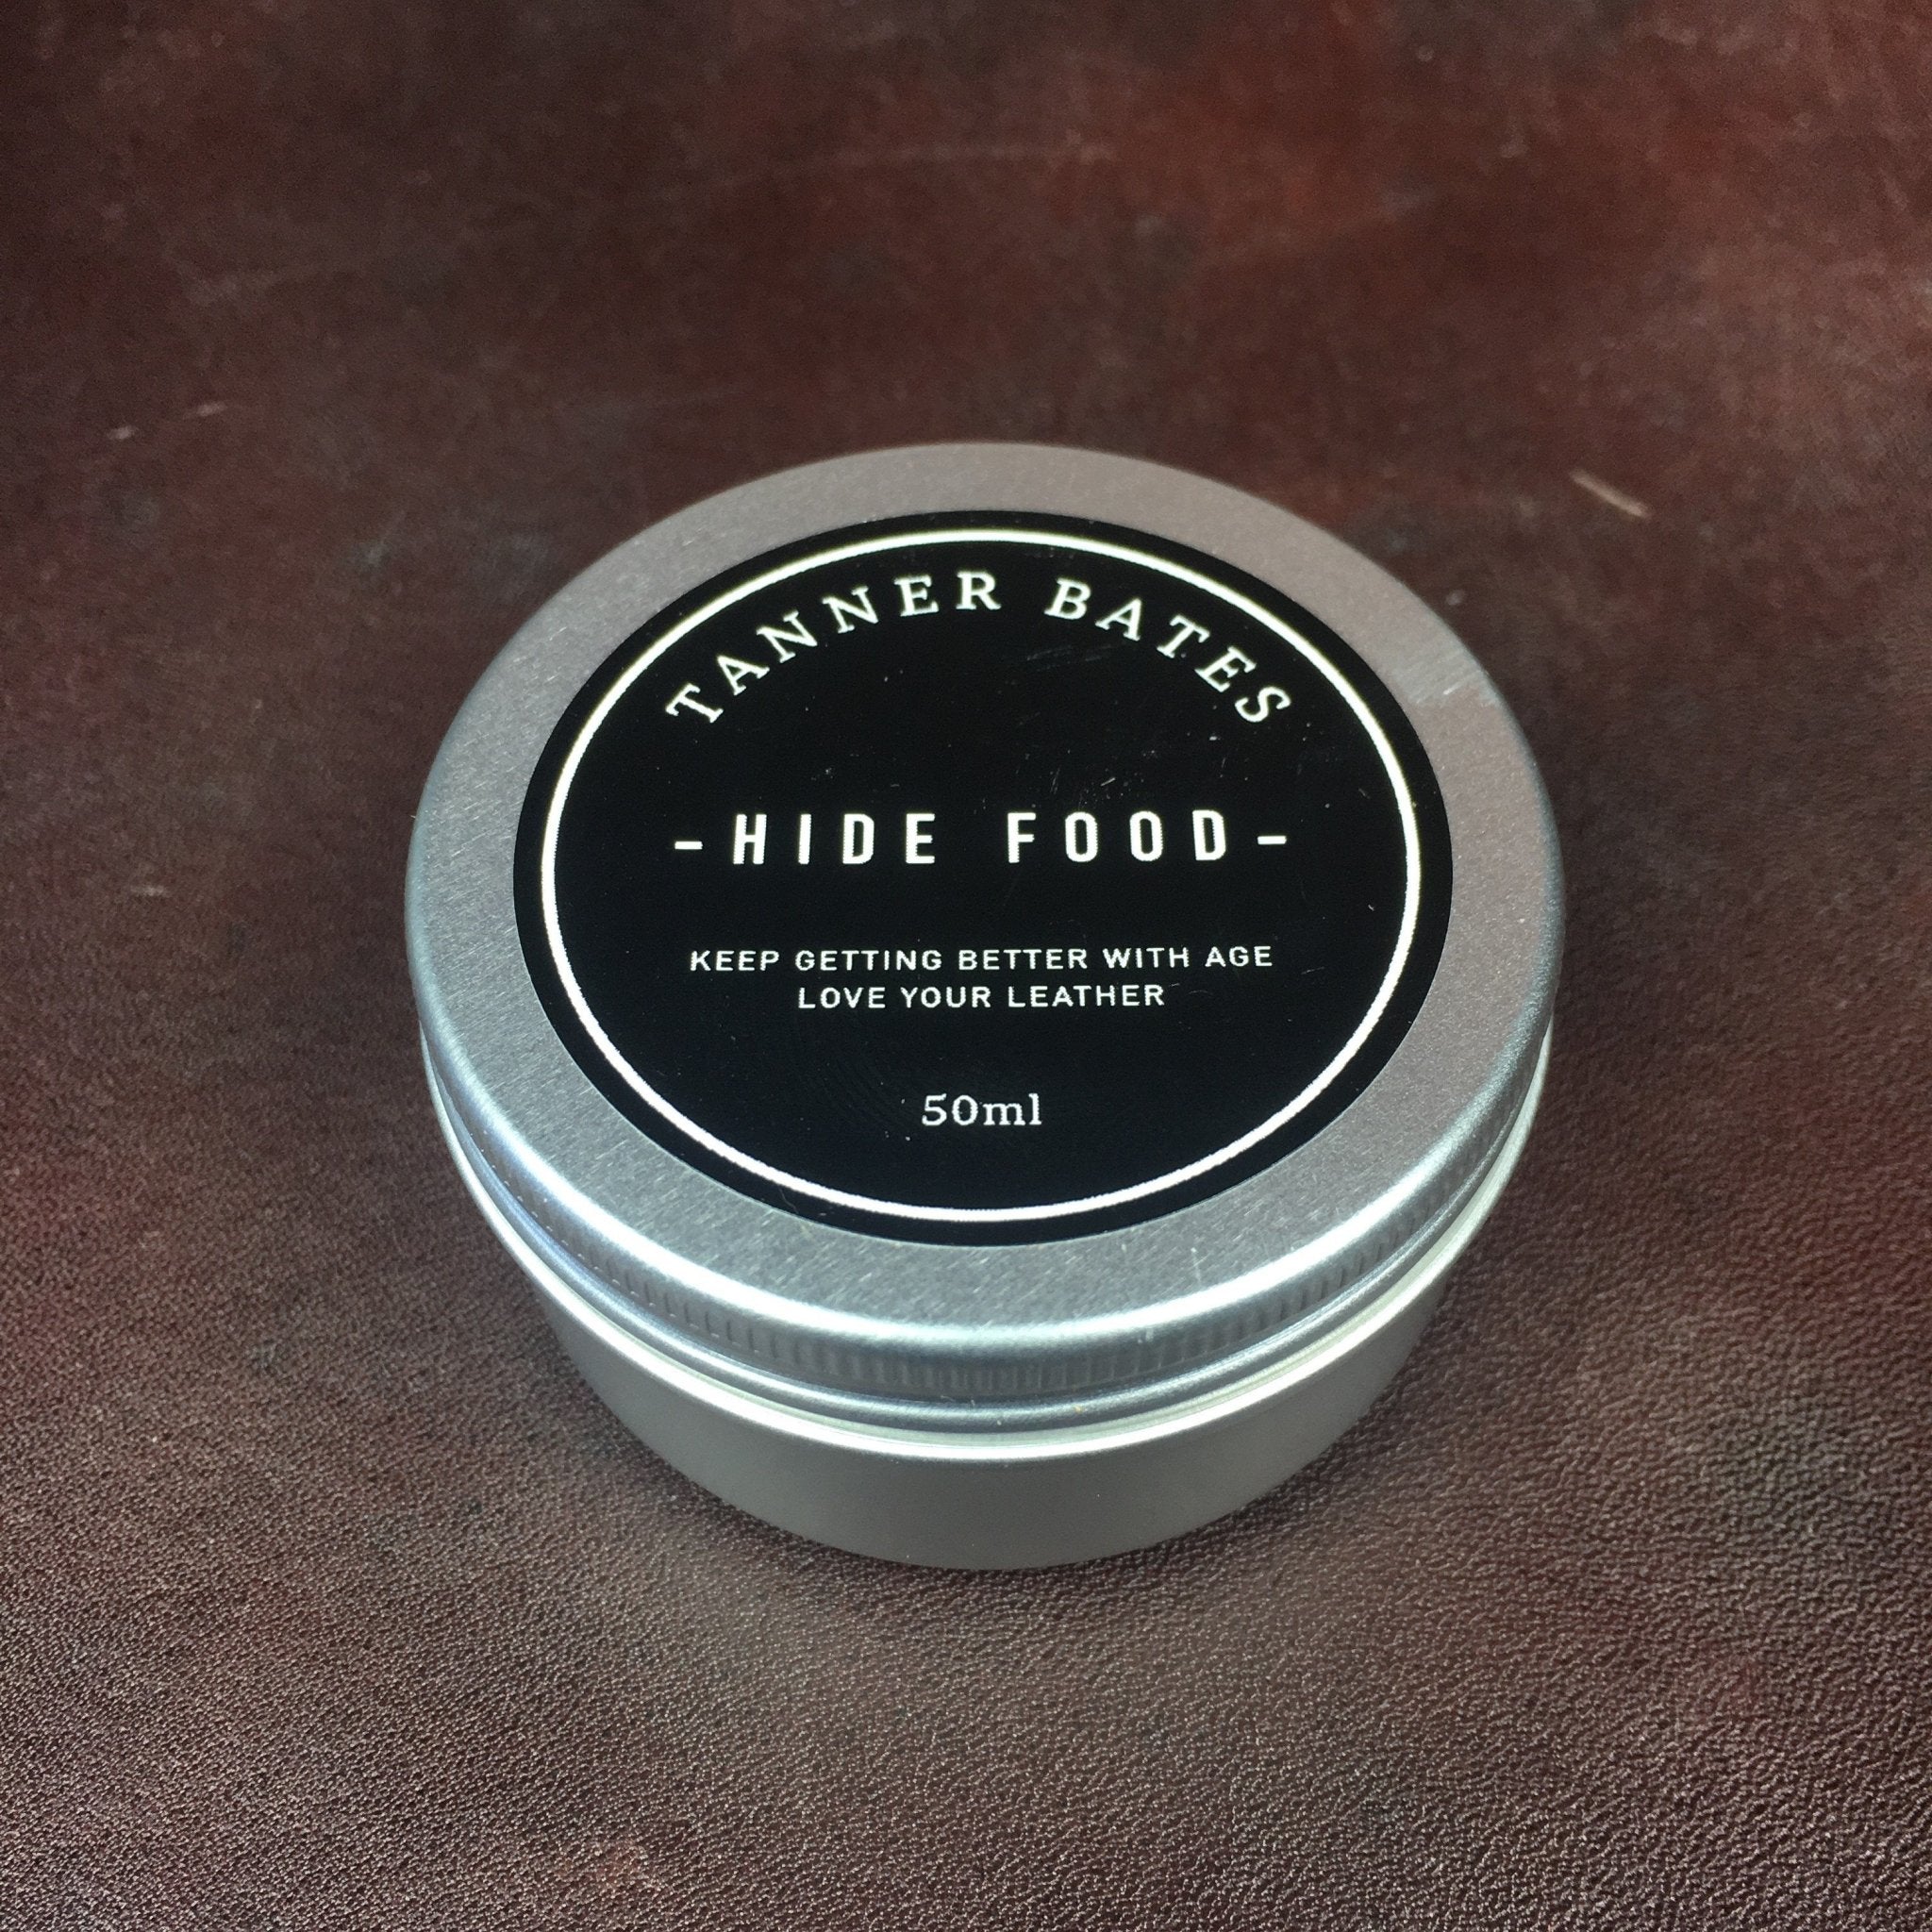 TANNER BATES
-HIDE FOOD-
KEEP GETTING BETTER WITH AGE
LOVE YOUR LEATHER
50ml